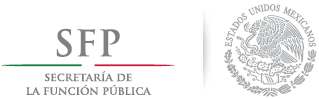 SFP
SECRETARÍA DE
LA FUNCIÓN PÚBLICA
ESTADOS UNIDOS MEXICANOS